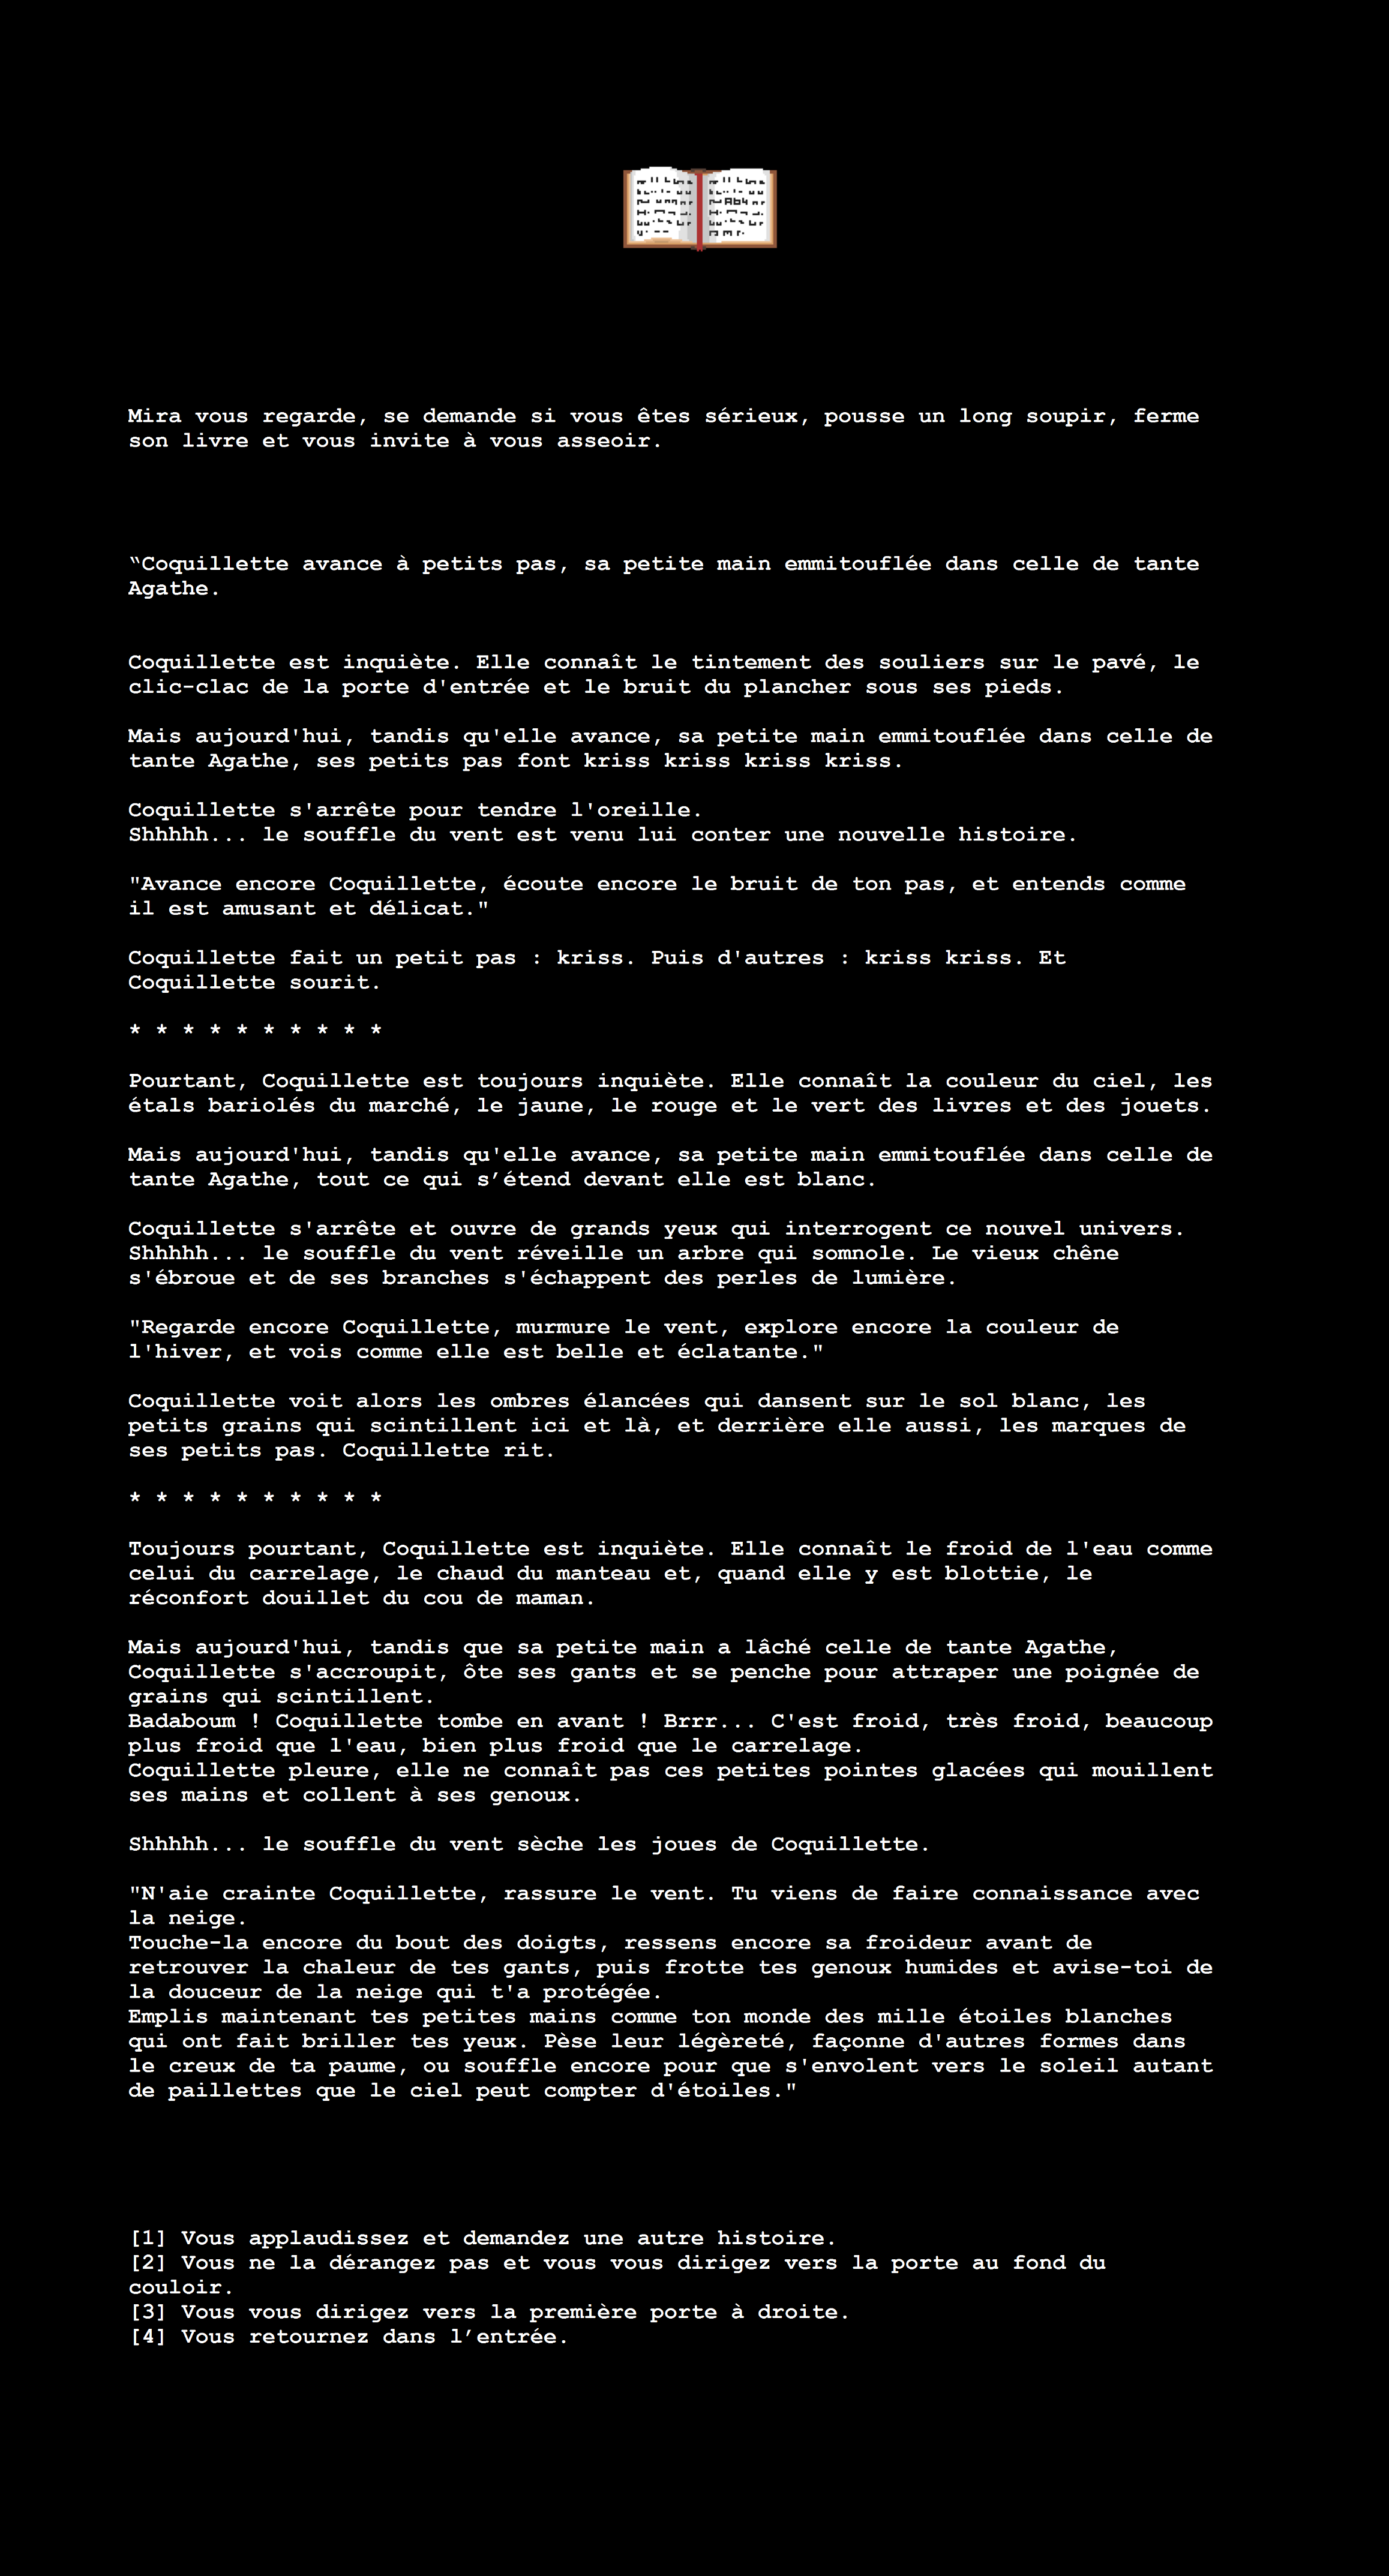 Mira vous regarde, se demande si vous êtes sérieux, pousse un long soupir, ferme
son livre et vous invite à vous asseoir.
“Coquillette avance à petits pas, sa petite main emmitouflée dans celle de tante
Agathe.
Coquillette est inquiète. Elle connaît le tintement des souliers sur le pavé, le
clic-clac de la porte d'entrée et le bruit du plancher sous ses pieds.
Mais aujourd'hui, tandis qu'elle avance, sa petite main emmitouflée dans celle de
tante Agathe, ses petits pas font kriss kriss kriss kriss.
Coquillette s'arrête pour tendre l'oreille.
Shhhhh... le souffle du vent est venu lui conter une nouvelle histoire.
"Avance encore Coquillette, écoute encore le bruit de ton pas, et entends comme
il est amusant et délicat."
Coquillette fait un petit pas : kriss. Puis d'autres : kriss kriss. Et
Coquillette sourit.
* * * * * * * * * *
Pourtant, Coquillette est toujours inquiète. Elle connaît la couleur du ciel, les
étals bariolés du marché, le jaune, le rouge et le vert des livres et des jouets.
Mais aujourd'hui, tandis qu'elle avance, sa petite main emmitouflée dans celle de
tante Agathe, tout ce qui s’étend devant elle est blanc.
Coquillette s'arrête et ouvre de grands yeux qui interrogent ce nouvel univers.
Shhhhh... le souffle du vent réveille un arbre qui somnole. Le vieux chêne
s'ébroue et de ses branches s'échappent des perles de lumière.
"Regarde encore Coquillette, murmure le vent, explore encore la couleur de
l'hiver, et vois comme elle est belle et éclatante."
Coquillette voit alors les ombres élancées qui dansent sur le sol blanc, les
petits grains qui scintillent ici et là, et derrière elle aussi, les marques de
ses petits pas. Coquillette rit.
* * * * * * * * * *
Toujours pourtant, Coquillette est inquiète. Elle connaît le froid de l'eau comme
celui du carrelage, le chaud du manteau et, quand elle y est blottie, le
réconfort douillet du cou de maman.
Mais aujourd'hui, tandis que sa petite main a lâché celle de tante Agathe,
Coquillette s'accroupit, ôte ses gants et se penche pour attraper une poignée de
grains qui scintillent.
Badaboum ! Coquillette tombe en avant ! Brrr... C'est froid, très froid, beaucoup
plus froid que l'eau, bien plus froid que le carrelage.
Coquillette pleure, elle ne connaît pas ces petites pointes glacées qui mouillent
ses mains et collent à ses genoux.
Shhhhh... le souffle du vent sèche les joues de Coquillette.
"N'aie crainte Coquillette, rassure le vent. Tu viens de faire connaissance avec
la neige.
Touche-la encore du bout des doigts, ressens encore sa froideur avant de
retrouver la chaleur de tes gants, puis frotte tes genoux humides et avise-toi de
la douceur de la neige qui t'a protégée.
Emplis maintenant tes petites mains comme ton monde des mille étoiles blanches
qui ont fait briller tes yeux. Pèse leur légèreté, façonne d'autres formes dans
le creux de ta paume, ou souffle encore pour que s'envolent vers le soleil autant
de paillettes que le ciel peut compter d'étoiles."
[1] Vous applaudissez et demandez une autre histoire.
[2] Vous ne la dérangez pas et vous vous dirigez vers la porte au fond du
couloir.
[3] Vous vous dirigez vers la première porte à droite.
[4] Vous retournez dans l’entrée.